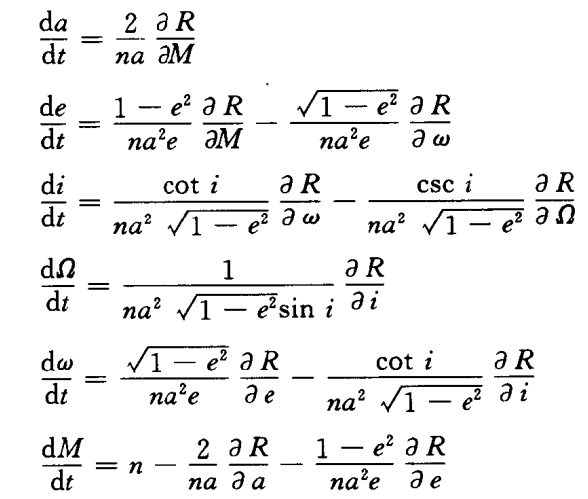 da/dt = 2/na ∂R/∂M
de/dt = 1 − e²/na²e ∂R/∂M − √1 − e²/na²e ∂R/∂ω
di/dt = cot i/na² √1 − e² ∂R/∂ω − csc i/na² √1 − e² ∂R/∂Ω
dΩ/dt = 1/na² √1 − e² sin i ∂R/∂i
dω/dt = √1 − e²/na²e ∂R/∂e − cot i/na² √1 − e² ∂R/∂i
dM/dt = n − 2/na ∂R/∂a − 1 − e²/na²e ∂R/∂e